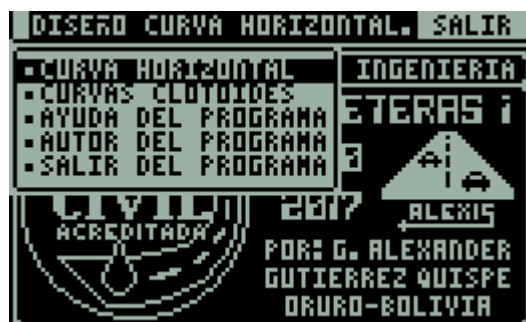 DISEÑO CURVA HORIZONTAL. SALIR
▪CURVA HORIZONTAL
▪CURVAS CLOTOIDES
▪AYUDA DEL PROGRAMA
▪AUTOR DEL PROGRAMA
▪SALIR DEL PROGRAMA
INGENIERIA
ETERAS i
2017
ALEXIS
CIVIL
ACREDITADA
POR: G. ALEXANDER
GUTIERREZ QUISPE
ORURO-BOLIVIA